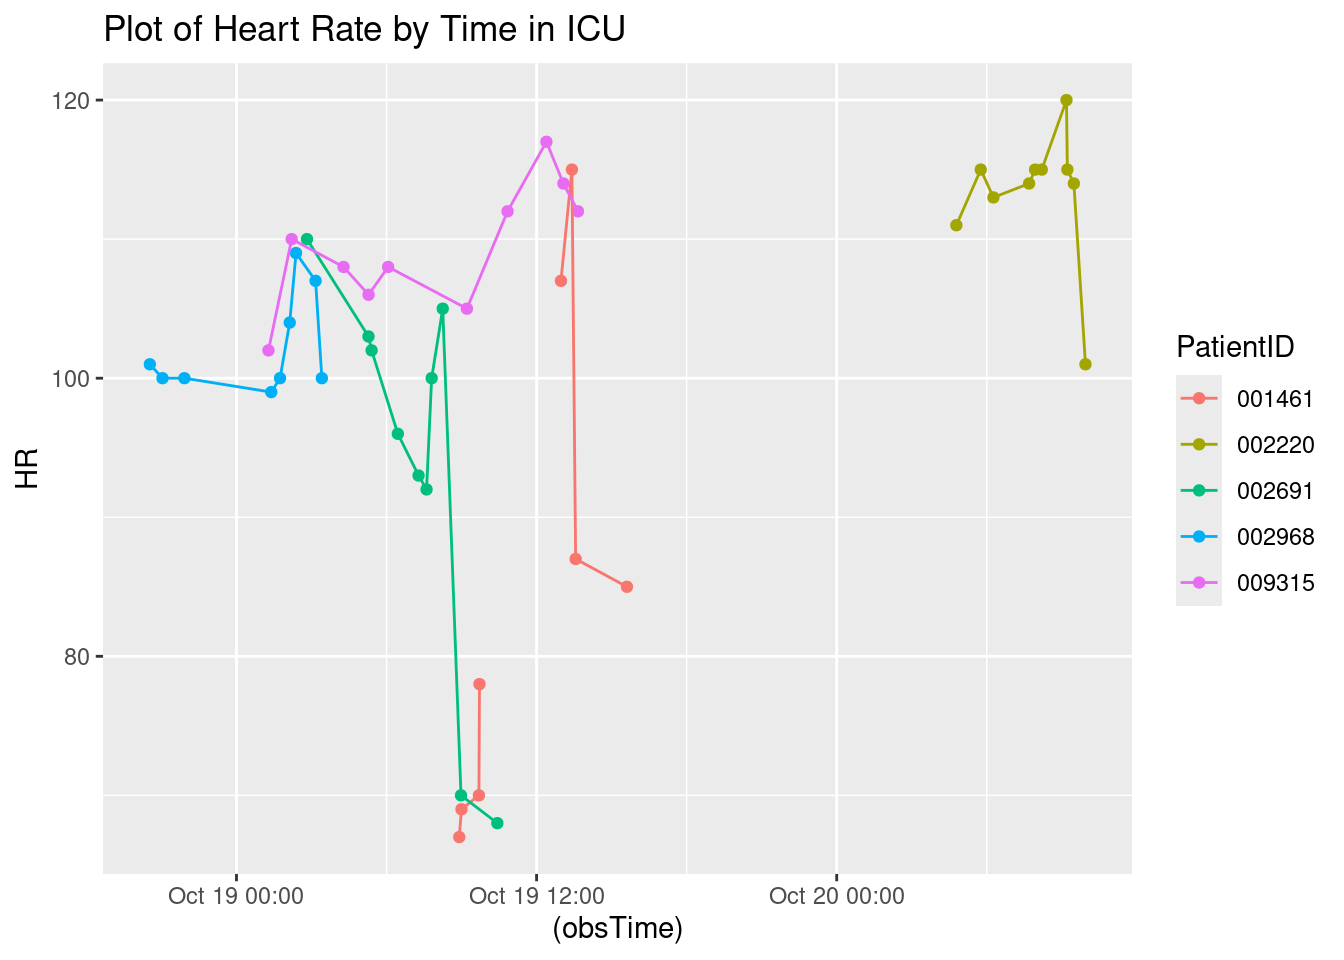 Plot of Heart Rate by Time in ICU
120
100
80
HR
Oct 19 00:00
Oct 19 12:00
Oct 20 00:00
(obsTime)
PatientID
001461
002220
002691
002968
009315